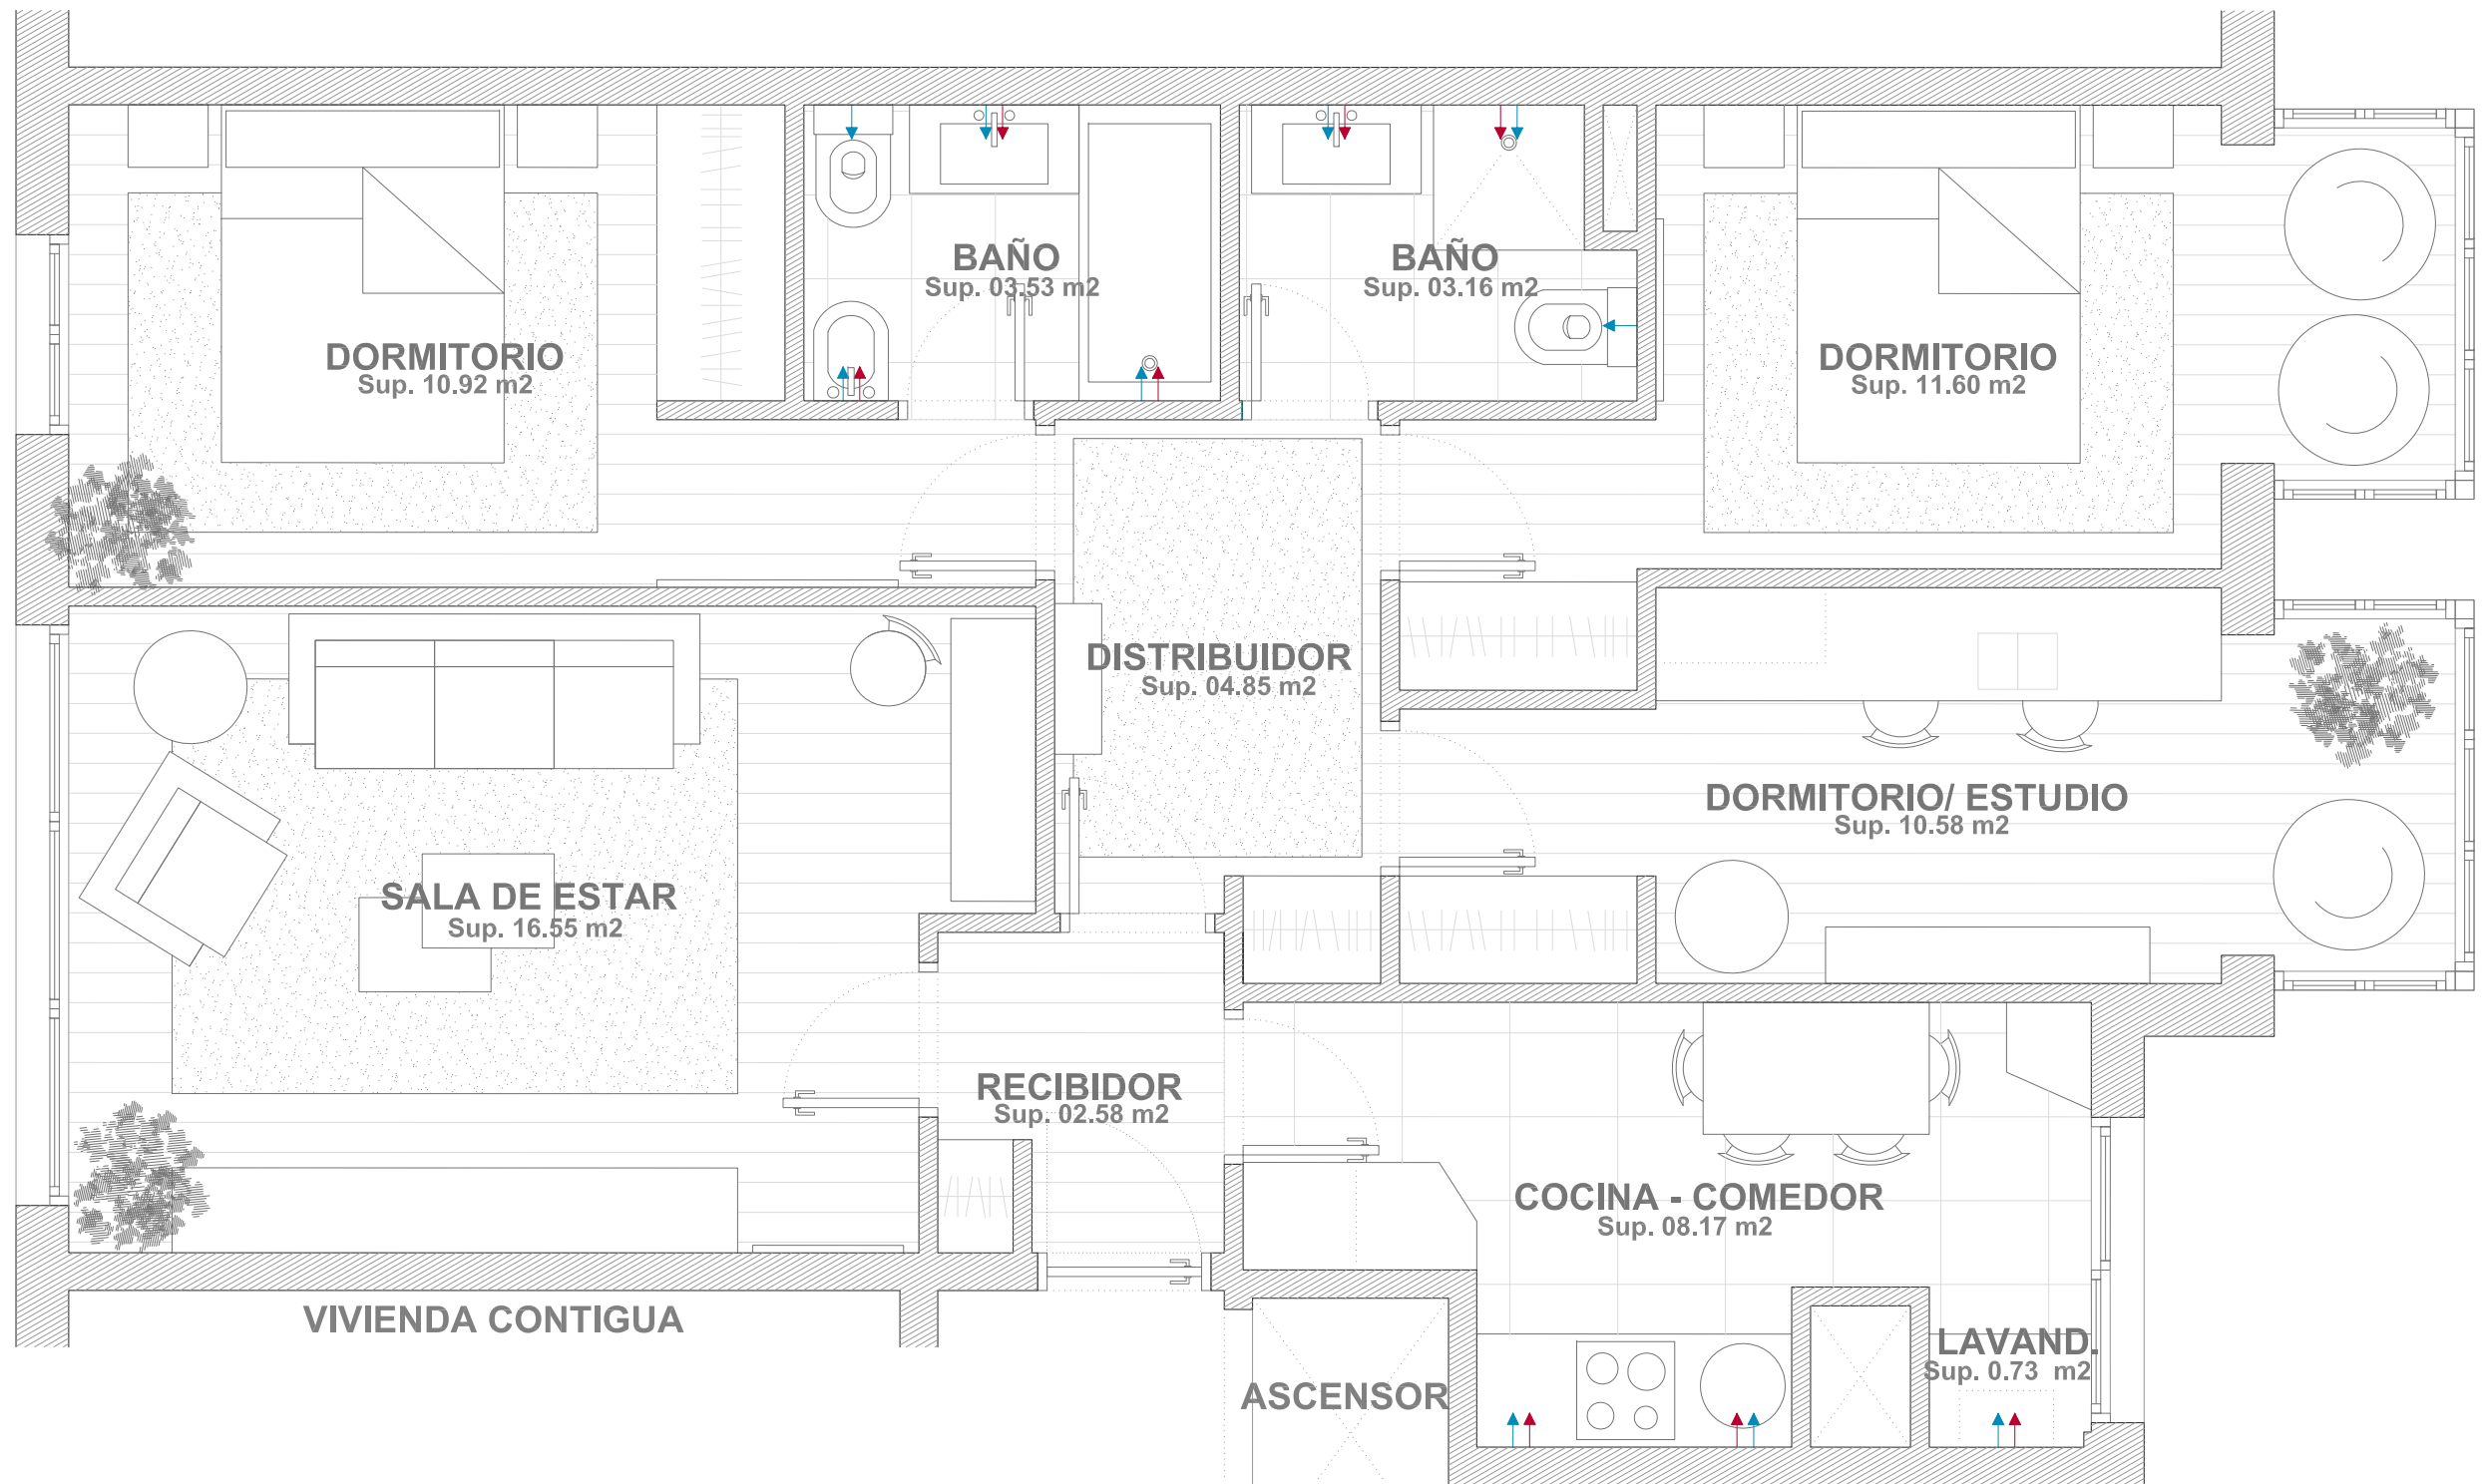 BAÑO
Sup. 03.53 m2
BAÑO
Sup. 03.16 m2
DORMITORIO
Sup. 10.92 m2
DORMITORIO
Sup. 11.60 m2
DISTRIBUIDOR
Sup. 04.85 m2
DORMITORIO/ ESTUDIO
Sup. 10.58 m2
SALA DE ESTAR
Sup. 16.55 m2
RECIBIDOR
Sup. 02.58 m2
COCINA - COMEDOR
Sup. 08.17 m2
VIVIENDA CONTIGUA
LAVAND.
Sup. 0.73 m2
ASCENSOR